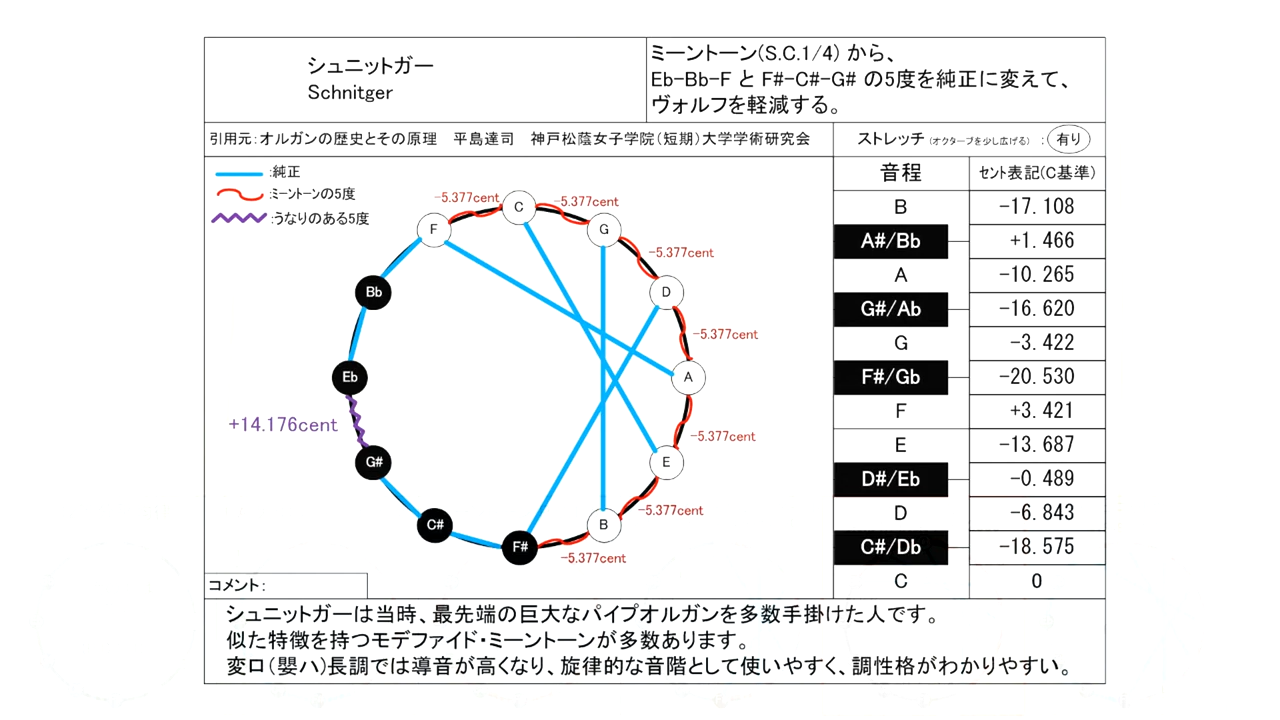 シュニットガー
Schnitger
ミーントーン(S.C.1/4) から、
Eb-Bb-F と F#-C#-G# の5度を純正に変えて、
ヴォルフを軽減する。
引用元：オルガンの歴史とその原理　平島達司　神戸松蔭女子学院（短期）大学学術研究会
ストレッチ （オクターブを少し広げる） ： 有り
：純正
：ミーントーンの5度
：うなりのある5度
-5.377cent
C
-5.377cent
F
G
-5.377cent
Bb
D
-5.377cent
Eb
A
+14.176cent
-5.377cent
G#
E
-5.377cent
C#
B
F#
-5.377cent
音程 セント表記(C基準)
B -17.108
A#/Bb +1.466
A -10.265
G#/Ab -16.620
G -3.422
F#/Gb -20.530
F +3.421
E -13.687
D#/Eb -0.489
D -6.843
C#/Db -18.575
C 0
コメント：
シュニットガーは当時、最先端の巨大なパイプオルガンを多数手掛けた人です。
似た特徴を持つモデファイド・ミーントーンが多数あります。
変ロ（嬰ハ）長調では導音が高くなり、旋律的な音階として使いやすく、調性格がわかりやすい。